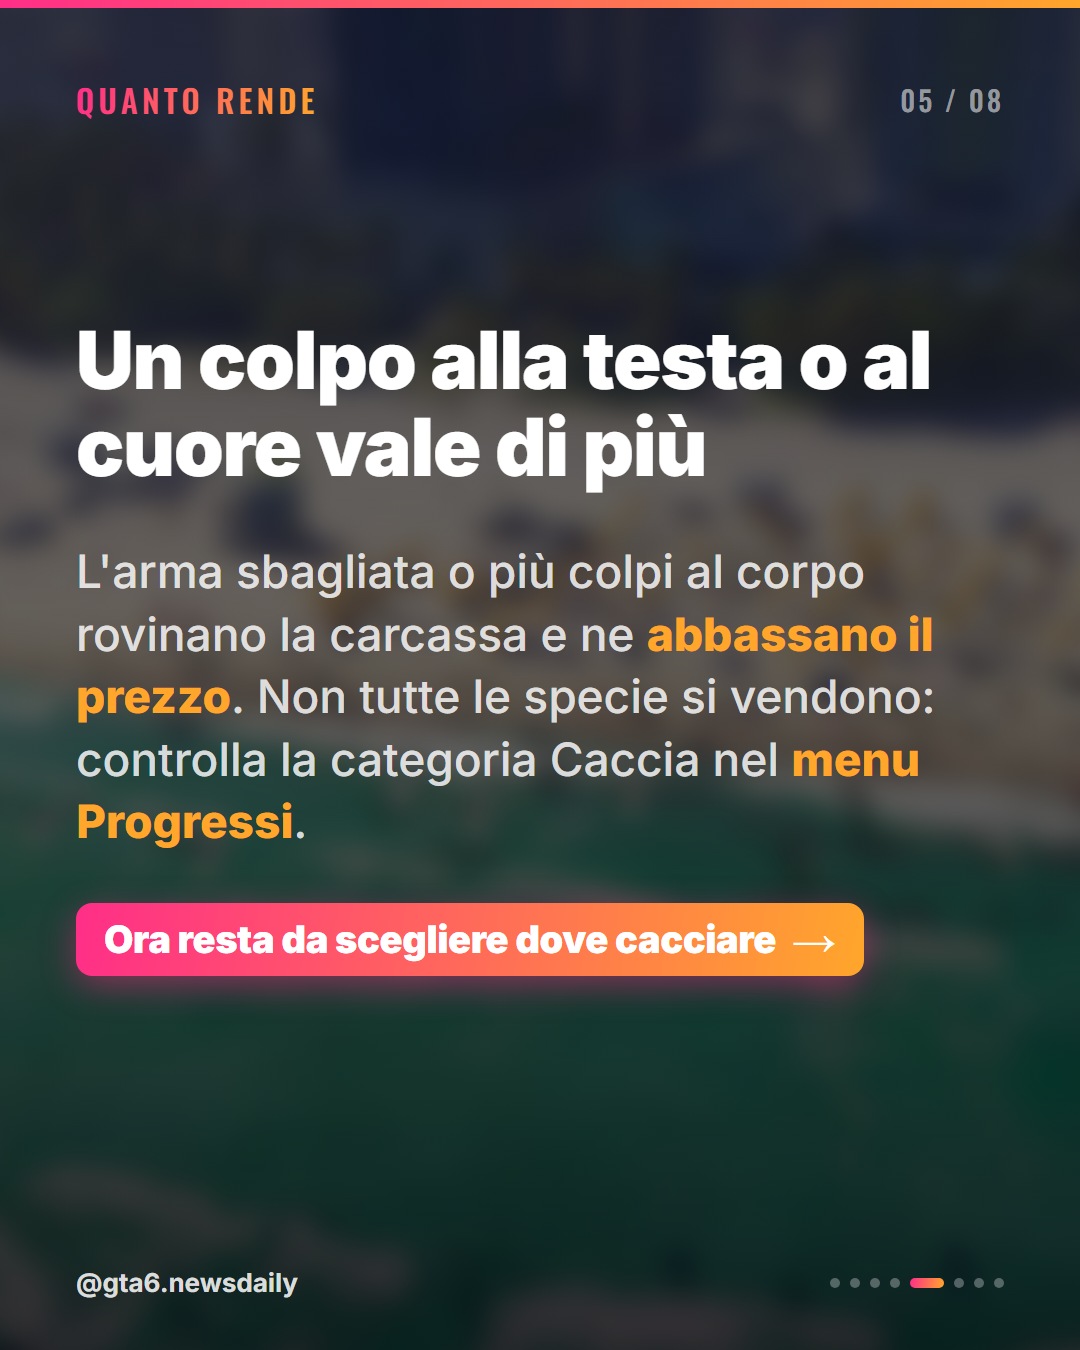 QUANTO RENDE
05 / 08
Un colpo alla testa o al
cuore vale di più
L'arma sbagliata o più colpi al corpo
rovinano la carcassa e ne abbassano il
prezzo. Non tutte le specie si vendono:
controlla la categoria Caccia nel menu
Progressi.
Ora resta da scegliere dove cacciare →
@gta6.newsdaily